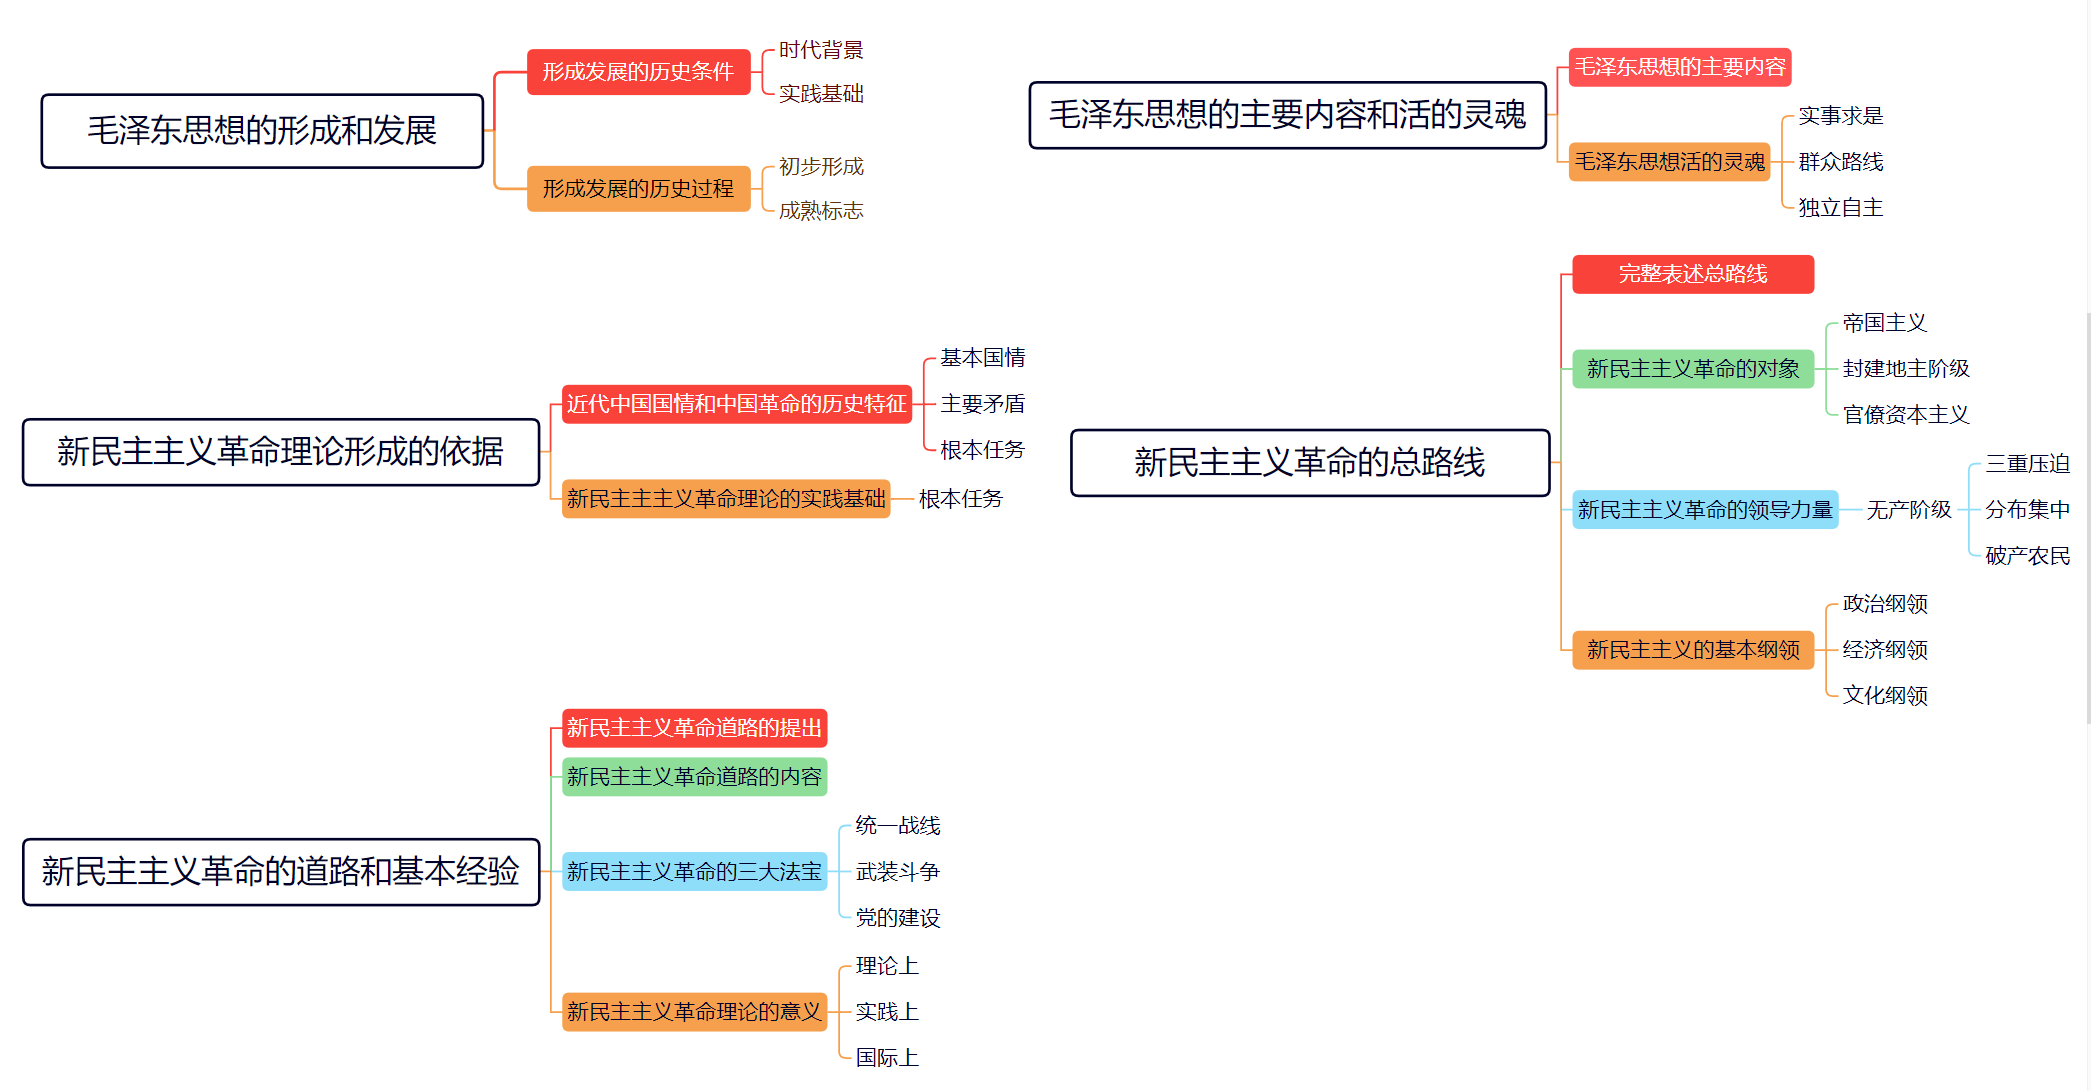 毛泽东思想的形成和发展
形成发展的历史条件
时代背景
实践基础
形成发展的历史过程
初步形成
成熟标志
毛泽东思想的主要内容和活的灵魂
毛泽东思想的主要内容
毛泽东思想活的灵魂
实事求是
群众路线
独立自主
新民主主义革命理论形成的依据
近代中国国情和中国革命的历史特征
基本国情
主要矛盾
根本任务
新民主主主义革命理论的实践基础
根本任务
新民主主义革命的总路线
完整表述总路线
新民主主义革命的对象
帝国主义
封建地主阶级
官僚资本主义
新民主主义革命的领导力量
无产阶级
三重压迫
分布集中
破产农民
新民主主义的基本纲领
政治纲领
经济纲领
文化纲领
新民主主义革命的道路和基本经验
新民主主义革命道路的提出
新民主主义革命道路的内容
新民主主义革命的三大法宝
统一战线
武装斗争
党的建设
新民主主义革命理论的意义
理论上
实践上
国际上